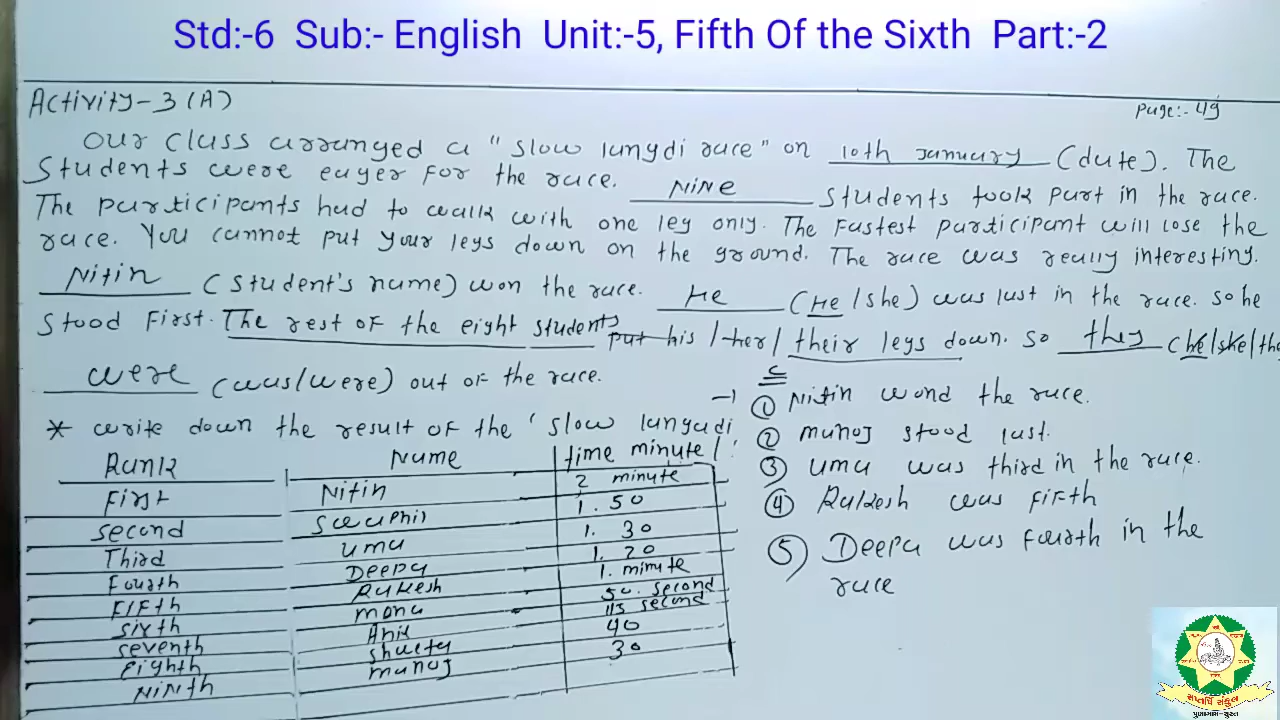 Std:-6 Sub:- English Unit:-5, Fifth Of the Sixth Part:-2
Activity-3(A)
Page:-49
Our class arranged a "slow langdi race" on 10th January (date). The
students were eager for the race. Nine students took part in the race.
The participants had to walk with one leg only. The fastest participant will lose the
race. You cannot put your legs down on the ground. The race was really interesting.
Nitin (student's name) won the race. He (He/she) was last in the race. So he
stood first. The rest of the eight students put his/her/their legs down. So they (he/she/the
were (was/were) out of the race.
* write down the result of the 'slow langadi
Rank Name time minute/
First Nitin 2 minute
second 1.50
Third uma 1.30
Fourth Deepa 1.20
Fifth Rakesh 1. minute
sixth mona 50. second
seventh Anil 45 second
eighth 40
Ninth manoj 30
C
→ ① Nitin wond the race.
② manoj stood last.
③ uma was third in the race.
④ Rakesh was fifth
⑤ Deepa was fourth in the
race
સપ્તર્ષિ સંકુલ
પુણાગામ-સુરત